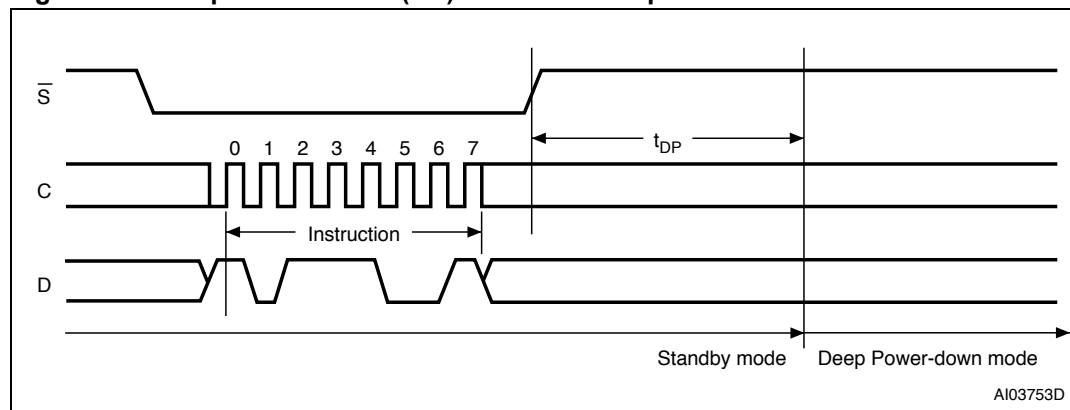 S
0 1 2 3 4 5 6 7
tDP
C
Instruction
D
Standby mode Deep Power-down mode
AI03753D